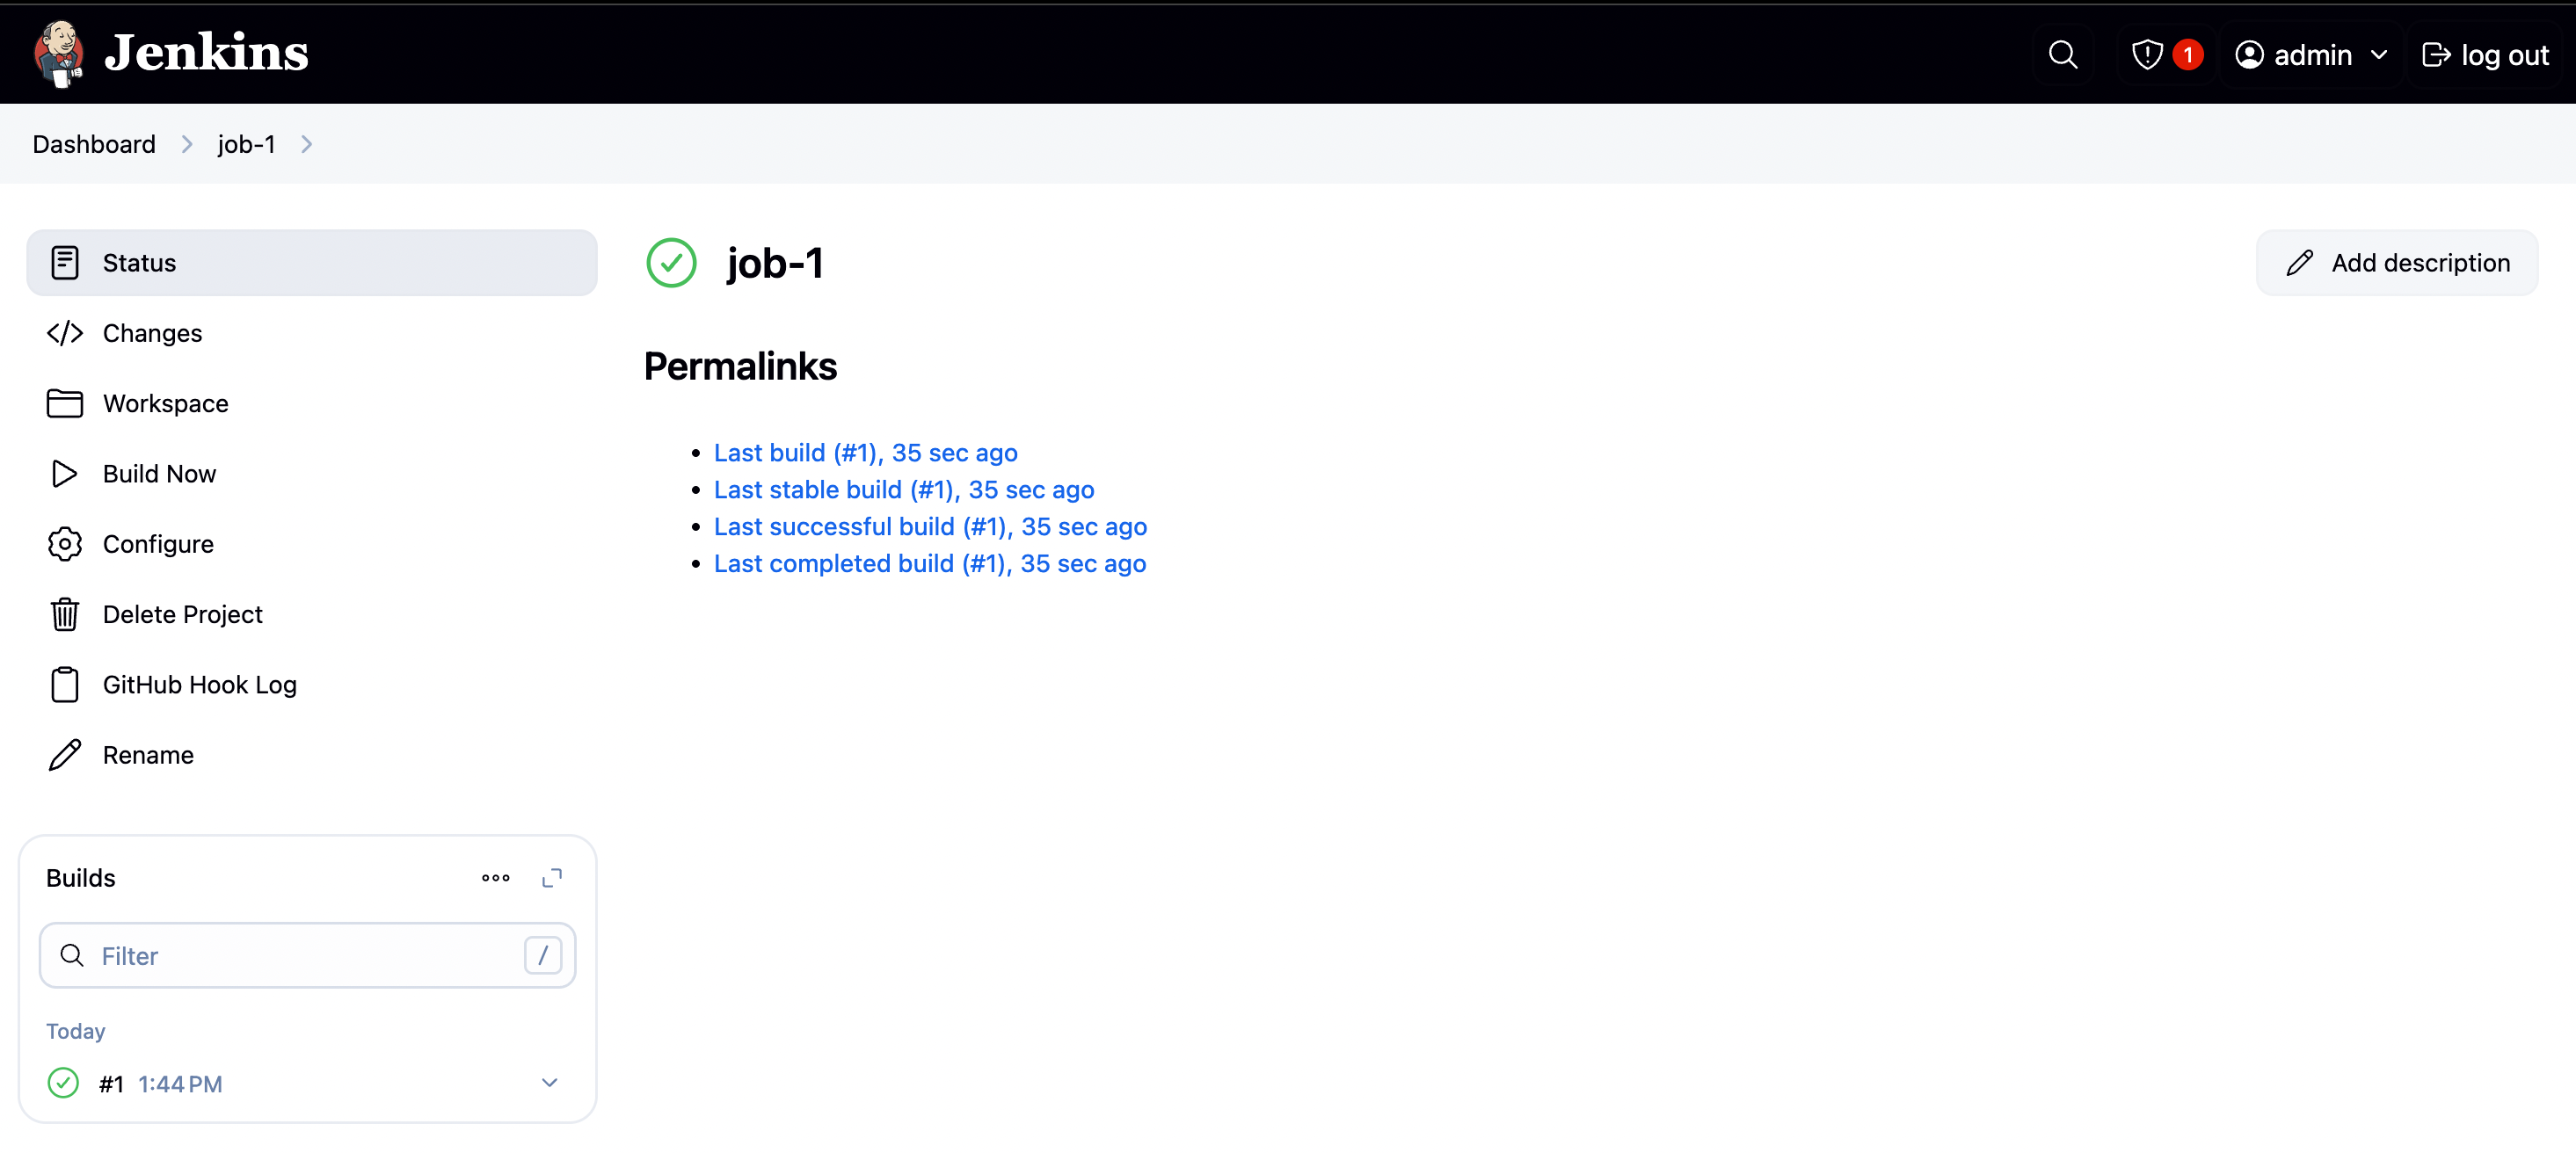 Jenkins
1
admin
log out
Dashboard
job-1
Status
Changes
Workspace
Build Now
Configure
Delete Project
GitHub Hook Log
Rename
job-1
Add description
Permalinks
Last build (#1), 35 sec ago
Last stable build (#1), 35 sec ago
Last successful build (#1), 35 sec ago
Last completed build (#1), 35 sec ago
Builds
Filter
/
Today
#1 1:44 PM